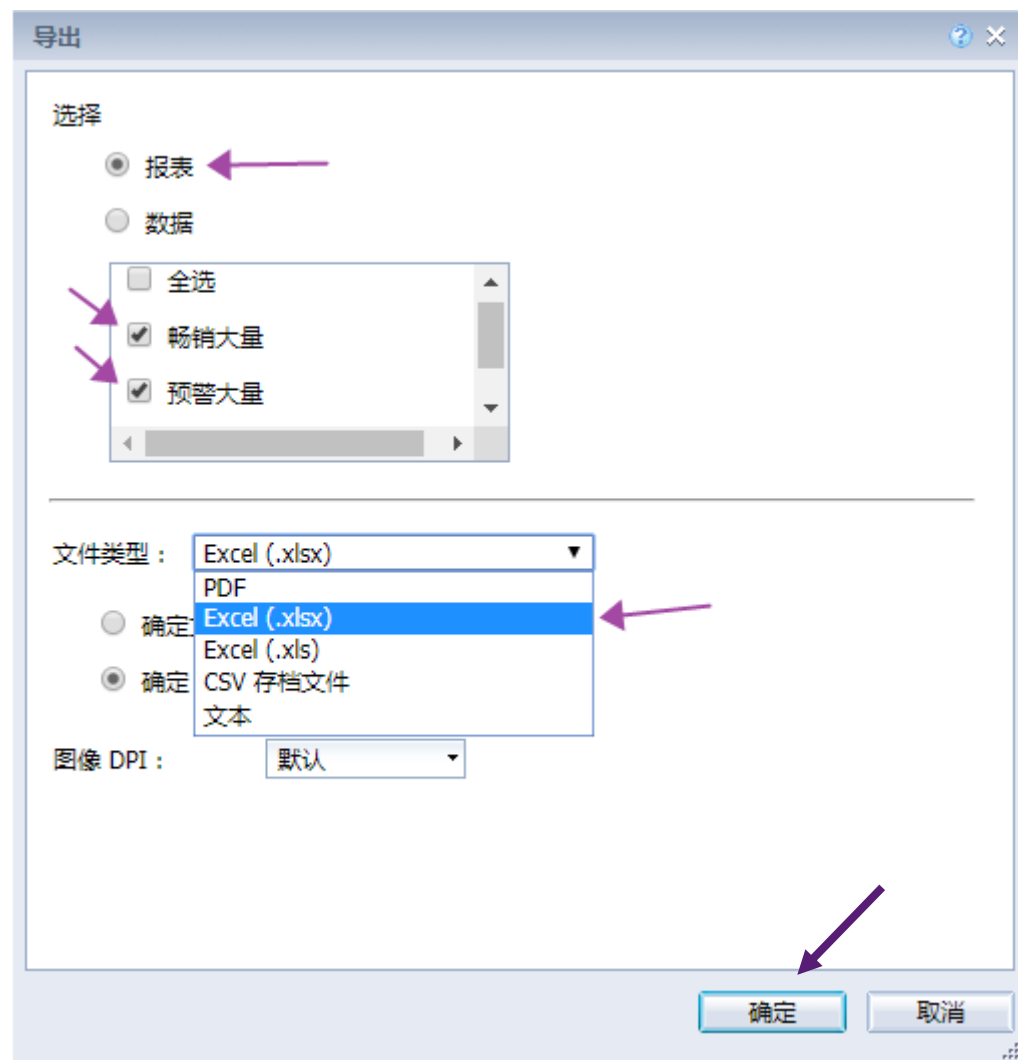 导出
选择
报表
数据
全选
畅销大量
预警大量
文件类型： Excel (.xlsx)
PDF
确定 Excel (.xlsx)
Excel (.xls)
确定 CSV 存档文件
文本
图像 DPI： 默认
确定 取消